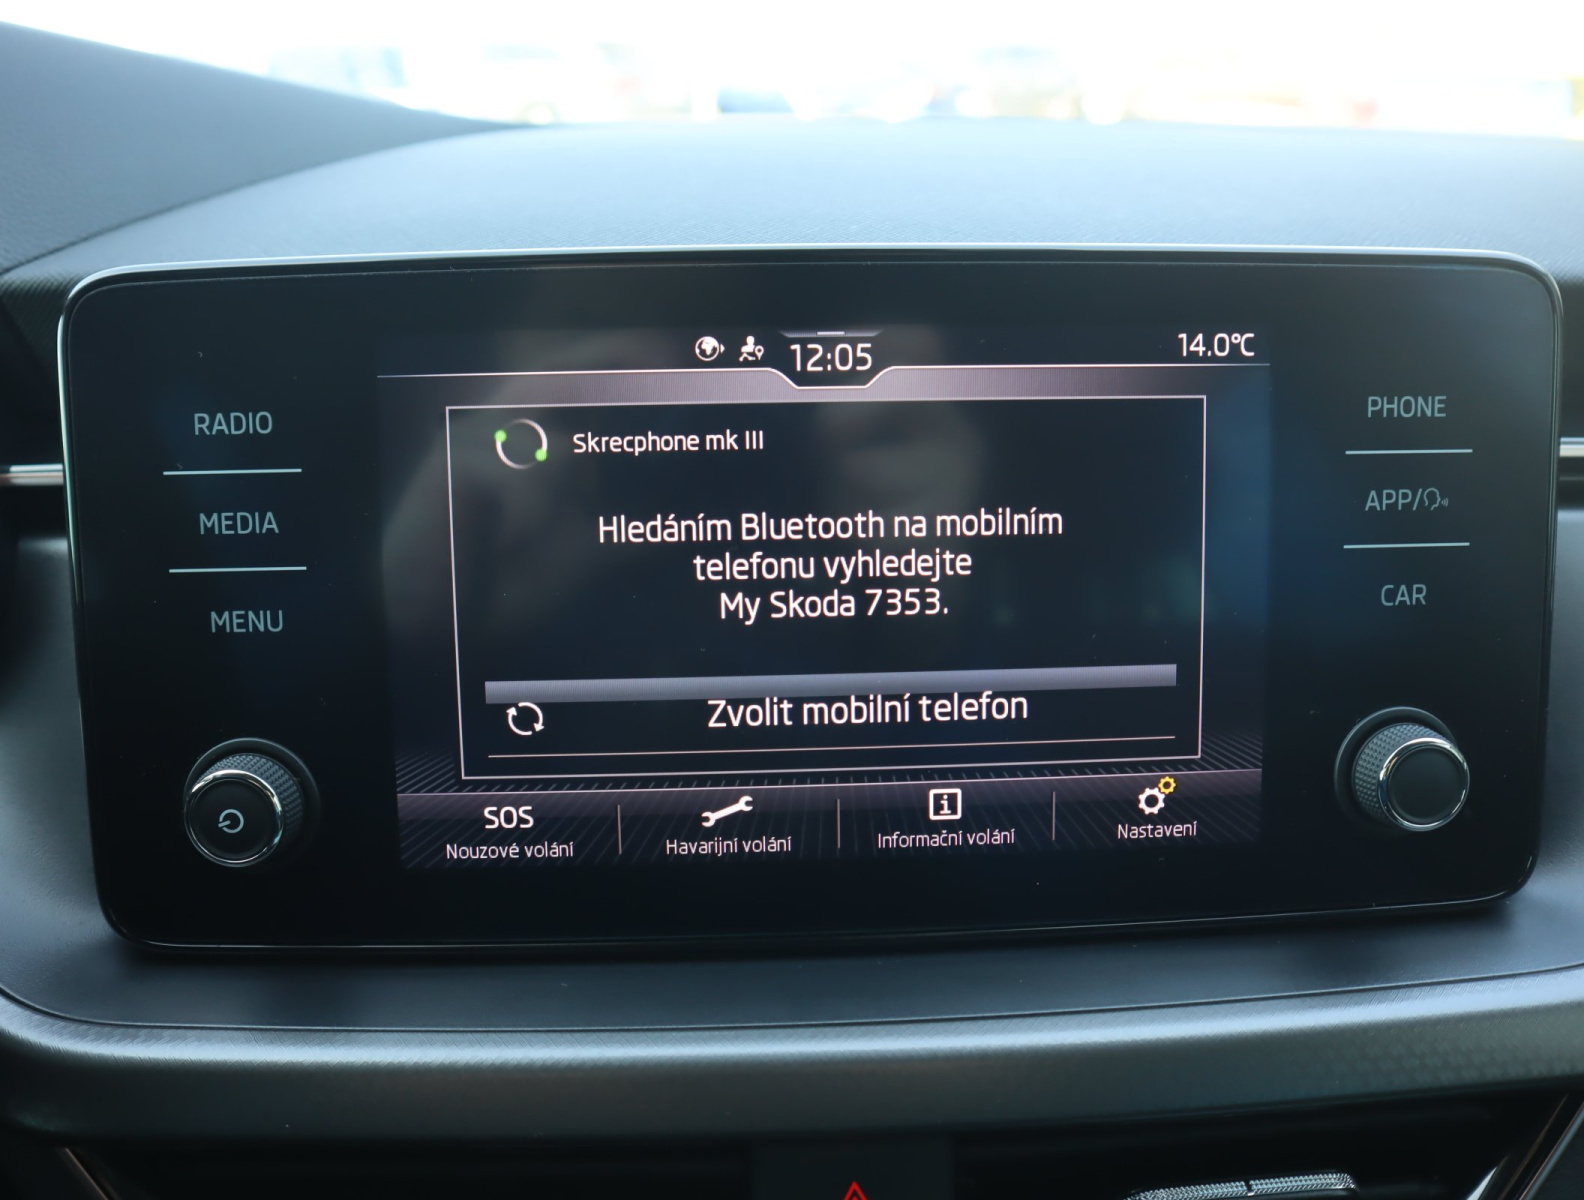 12:05
14.0°C
RADIO
MEDIA
MENU
PHONE
APP/
CAR
Skrecphone mk III
Hledáním Bluetooth na mobilním
telefonu vyhledejte
My Skoda 7353.
Zvolit mobilní telefon
SOS
Nouzové volání
Havarijní volání
i
Informační volání
Nastavení